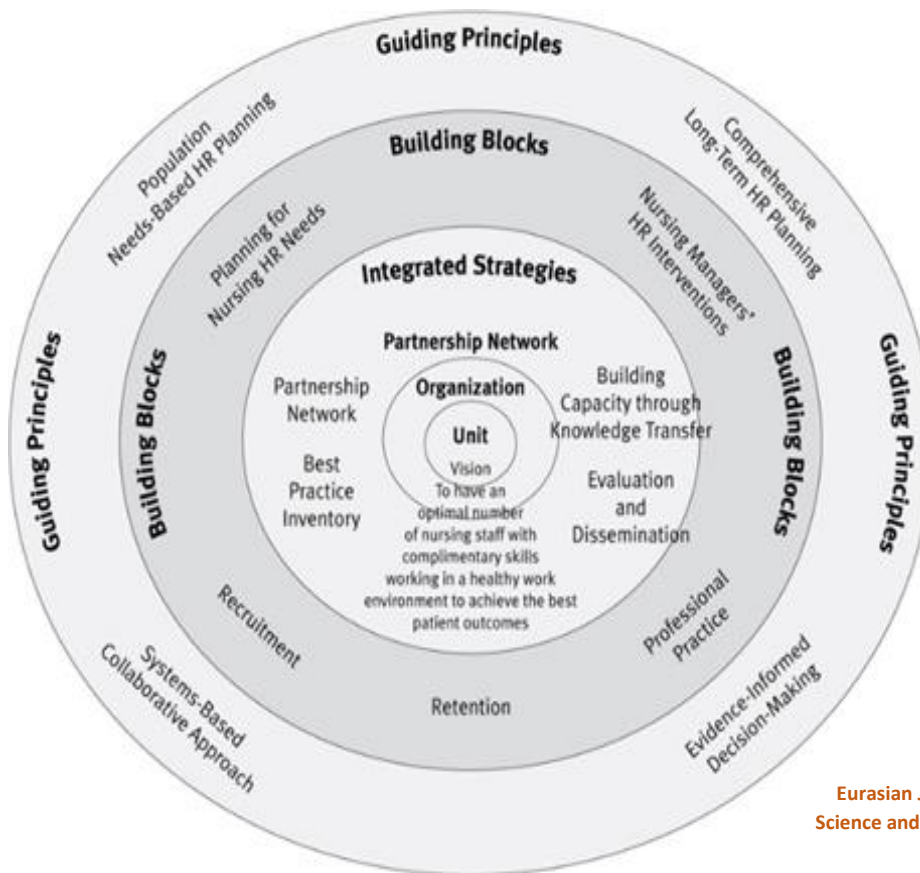 Guiding Principles
Population
Needs-Based HR Planning
Comprehensive
Long-Term HR Planning
Building Blocks
Planning for
Nursing HR Needs
Nursing Managers'
HR Interventions
Integrated Strategies
Guiding Principles
Building Blocks
Partnership Network
Partnership
Network
Best
Practice
Inventory
Organization
Unit
Vision
To have an
optimal number
of nursing staff with
complimentary skills
working in a healthy work
environment to achieve the best
patient outcomes
Building
Capacity through
Knowledge Transfer
Evaluation
and
Dissemination
Building Blocks
Guiding Principles
Recruitment
Retention
Professional
Practice
Systems-Based
Collaborative Approach
Evidence-Informed
Decision-Making
Eurasian
Science and